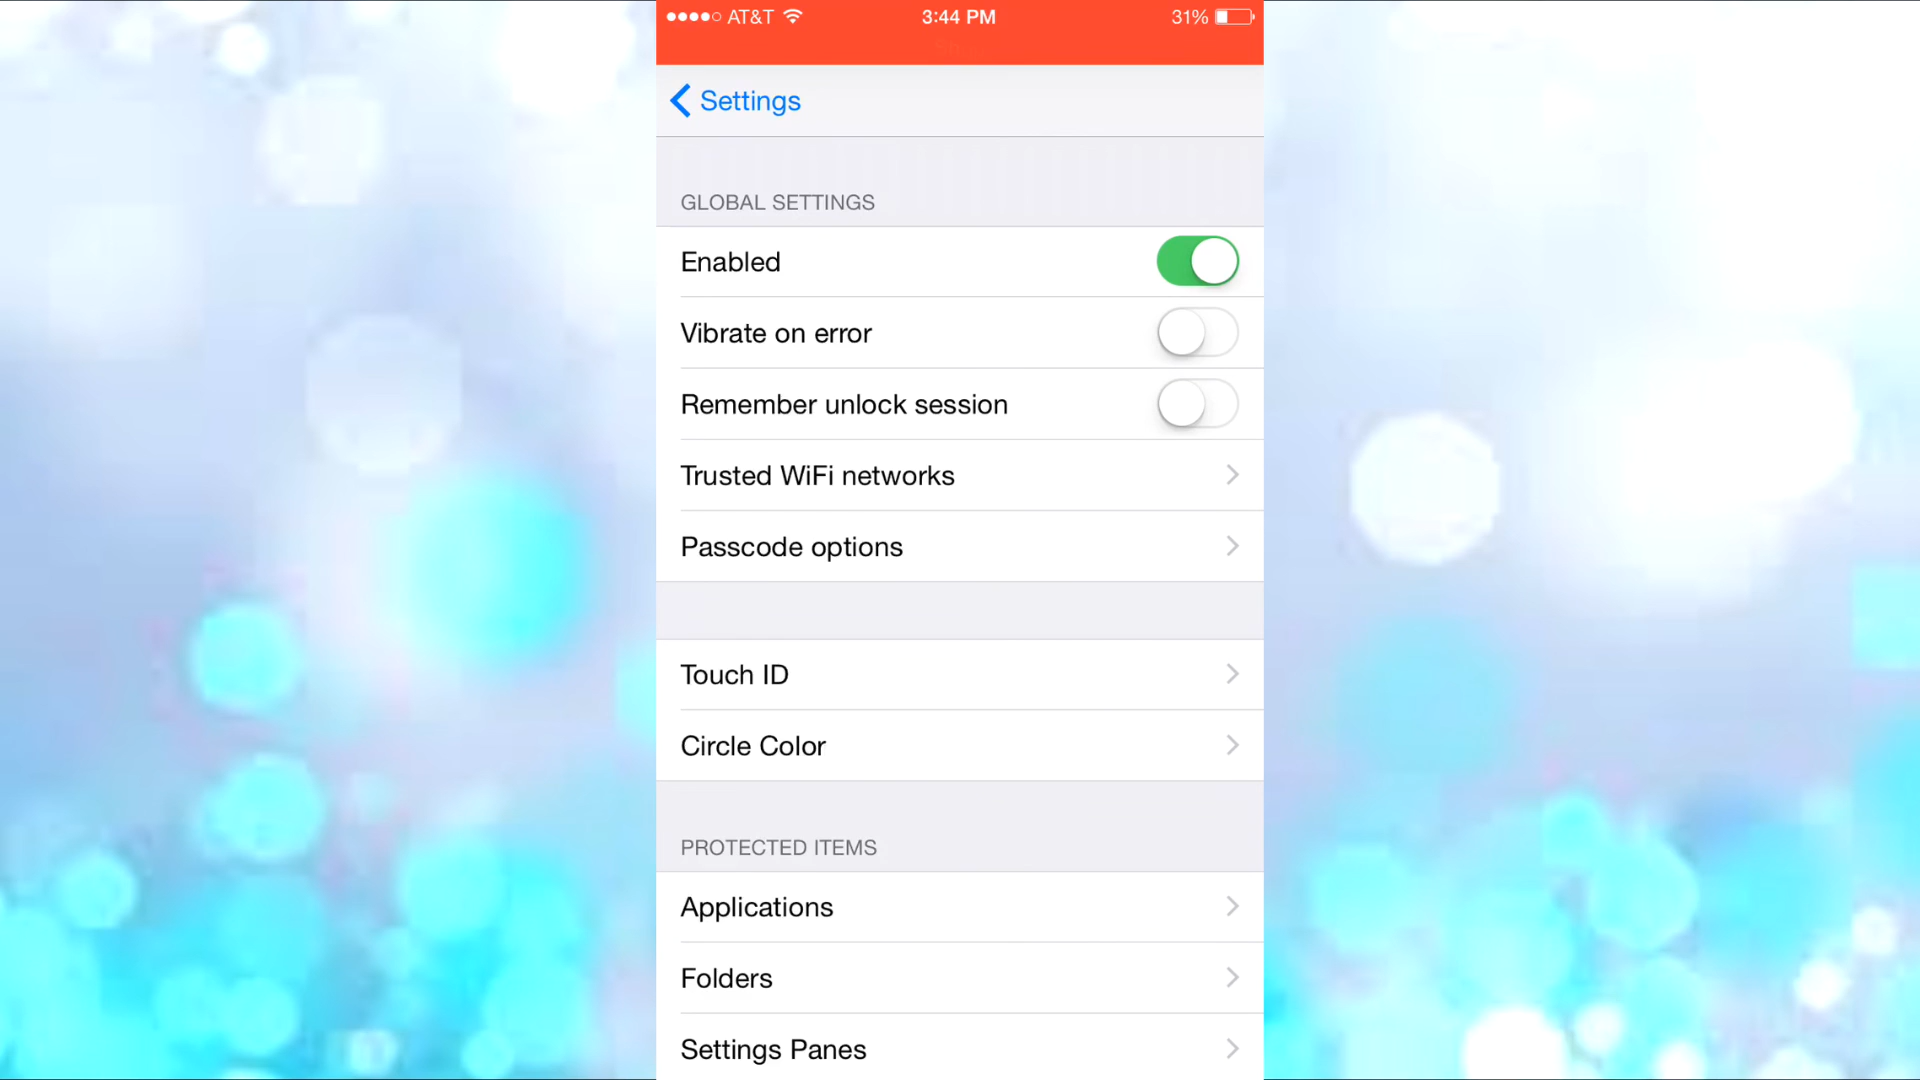 AT&T 3:44 PM 31%
Settings
GLOBAL SETTINGS
Enabled
Vibrate on error
Remember unlock session
Trusted WiFi networks
Passcode options
Touch ID
Circle Color
PROTECTED ITEMS
Applications
Folders
Settings Panes